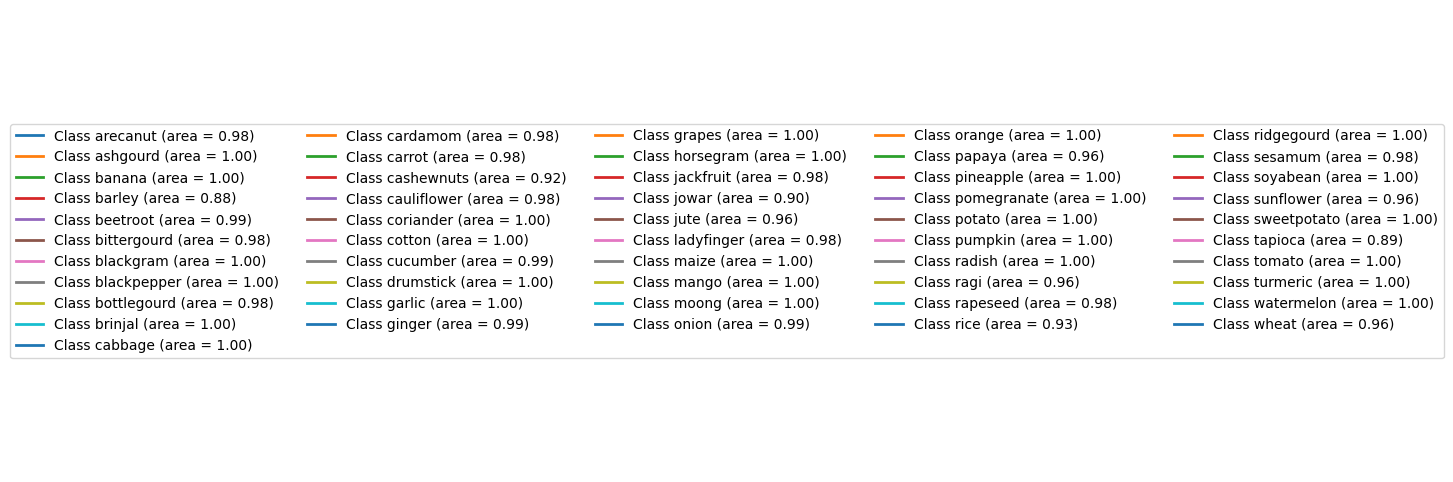 Class arecanut (area = 0.98)
Class ashgourd (area = 1.00)
Class banana (area = 1.00)
Class barley (area = 0.88)
Class beetroot (area = 0.99)
Class bittergourd (area = 0.98)
Class blackgram (area = 1.00)
Class blackpepper (area = 1.00)
Class bottlegourd (area = 0.98)
Class brinjal (area = 1.00)
Class cabbage (area = 1.00)
Class cardamom (area = 0.98)
Class carrot (area = 0.98)
Class cashewnuts (area = 0.92)
Class cauliflower (area = 0.98)
Class coriander (area = 1.00)
Class cotton (area = 1.00)
Class cucumber (area = 0.99)
Class drumstick (area = 1.00)
Class garlic (area = 1.00)
Class ginger (area = 0.99)
Class grapes (area = 1.00)
Class horsegram (area = 1.00)
Class jackfruit (area = 0.98)
Class jowar (area = 0.90)
Class jute (area = 0.96)
Class ladyfinger (area = 0.98)
Class maize (area = 1.00)
Class mango (area = 1.00)
Class moong (area = 1.00)
Class onion (area = 0.99)
Class orange (area = 1.00)
Class papaya (area = 0.96)
Class pineapple (area = 1.00)
Class pomegranate (area = 1.00)
Class potato (area = 1.00)
Class pumpkin (area = 1.00)
Class radish (area = 1.00)
Class ragi (area = 0.96)
Class rapeseed (area = 0.98)
Class rice (area = 0.93)
Class ridgegourd (area = 1.00)
Class sesamum (area = 0.98)
Class soyabean (area = 1.00)
Class sunflower (area = 0.96)
Class sweetpotato (area = 1.00)
Class tapioca (area = 0.89)
Class tomato (area = 1.00)
Class turmeric (area = 1.00)
Class watermelon (area = 1.00)
Class wheat (area = 0.96)